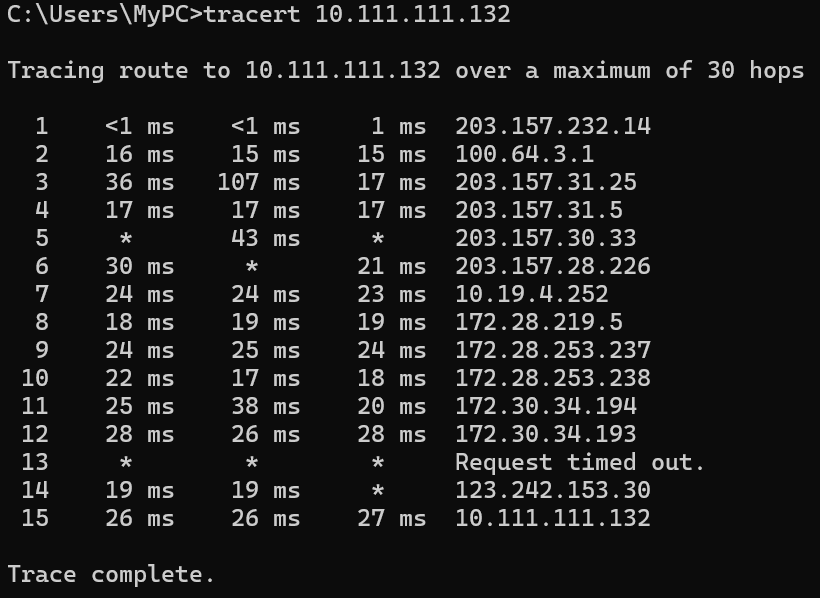 C:\Users\MyPC>tracert 10.111.111.132
Tracing route to 10.111.111.132 over a maximum of 30 hops
1 <1 ms <1 ms 1 ms 203.157.232.14
2 16 ms 15 ms 15 ms 100.64.3.1
3 36 ms 107 ms 17 ms 203.157.31.25
4 17 ms 17 ms 17 ms 203.157.31.5
5 * 43 ms * 203.157.30.33
6 30 ms * 21 ms 203.157.28.226
7 24 ms 24 ms 23 ms 10.19.4.252
8 18 ms 19 ms 19 ms 172.28.219.5
9 24 ms 25 ms 24 ms 172.28.253.237
10 22 ms 17 ms 18 ms 172.28.253.238
11 25 ms 38 ms 20 ms 172.30.34.194
12 28 ms 26 ms 28 ms 172.30.34.193
13 * * * Request timed out.
14 19 ms 19 ms * 123.242.153.30
15 26 ms 26 ms 27 ms 10.111.111.132
Trace complete.